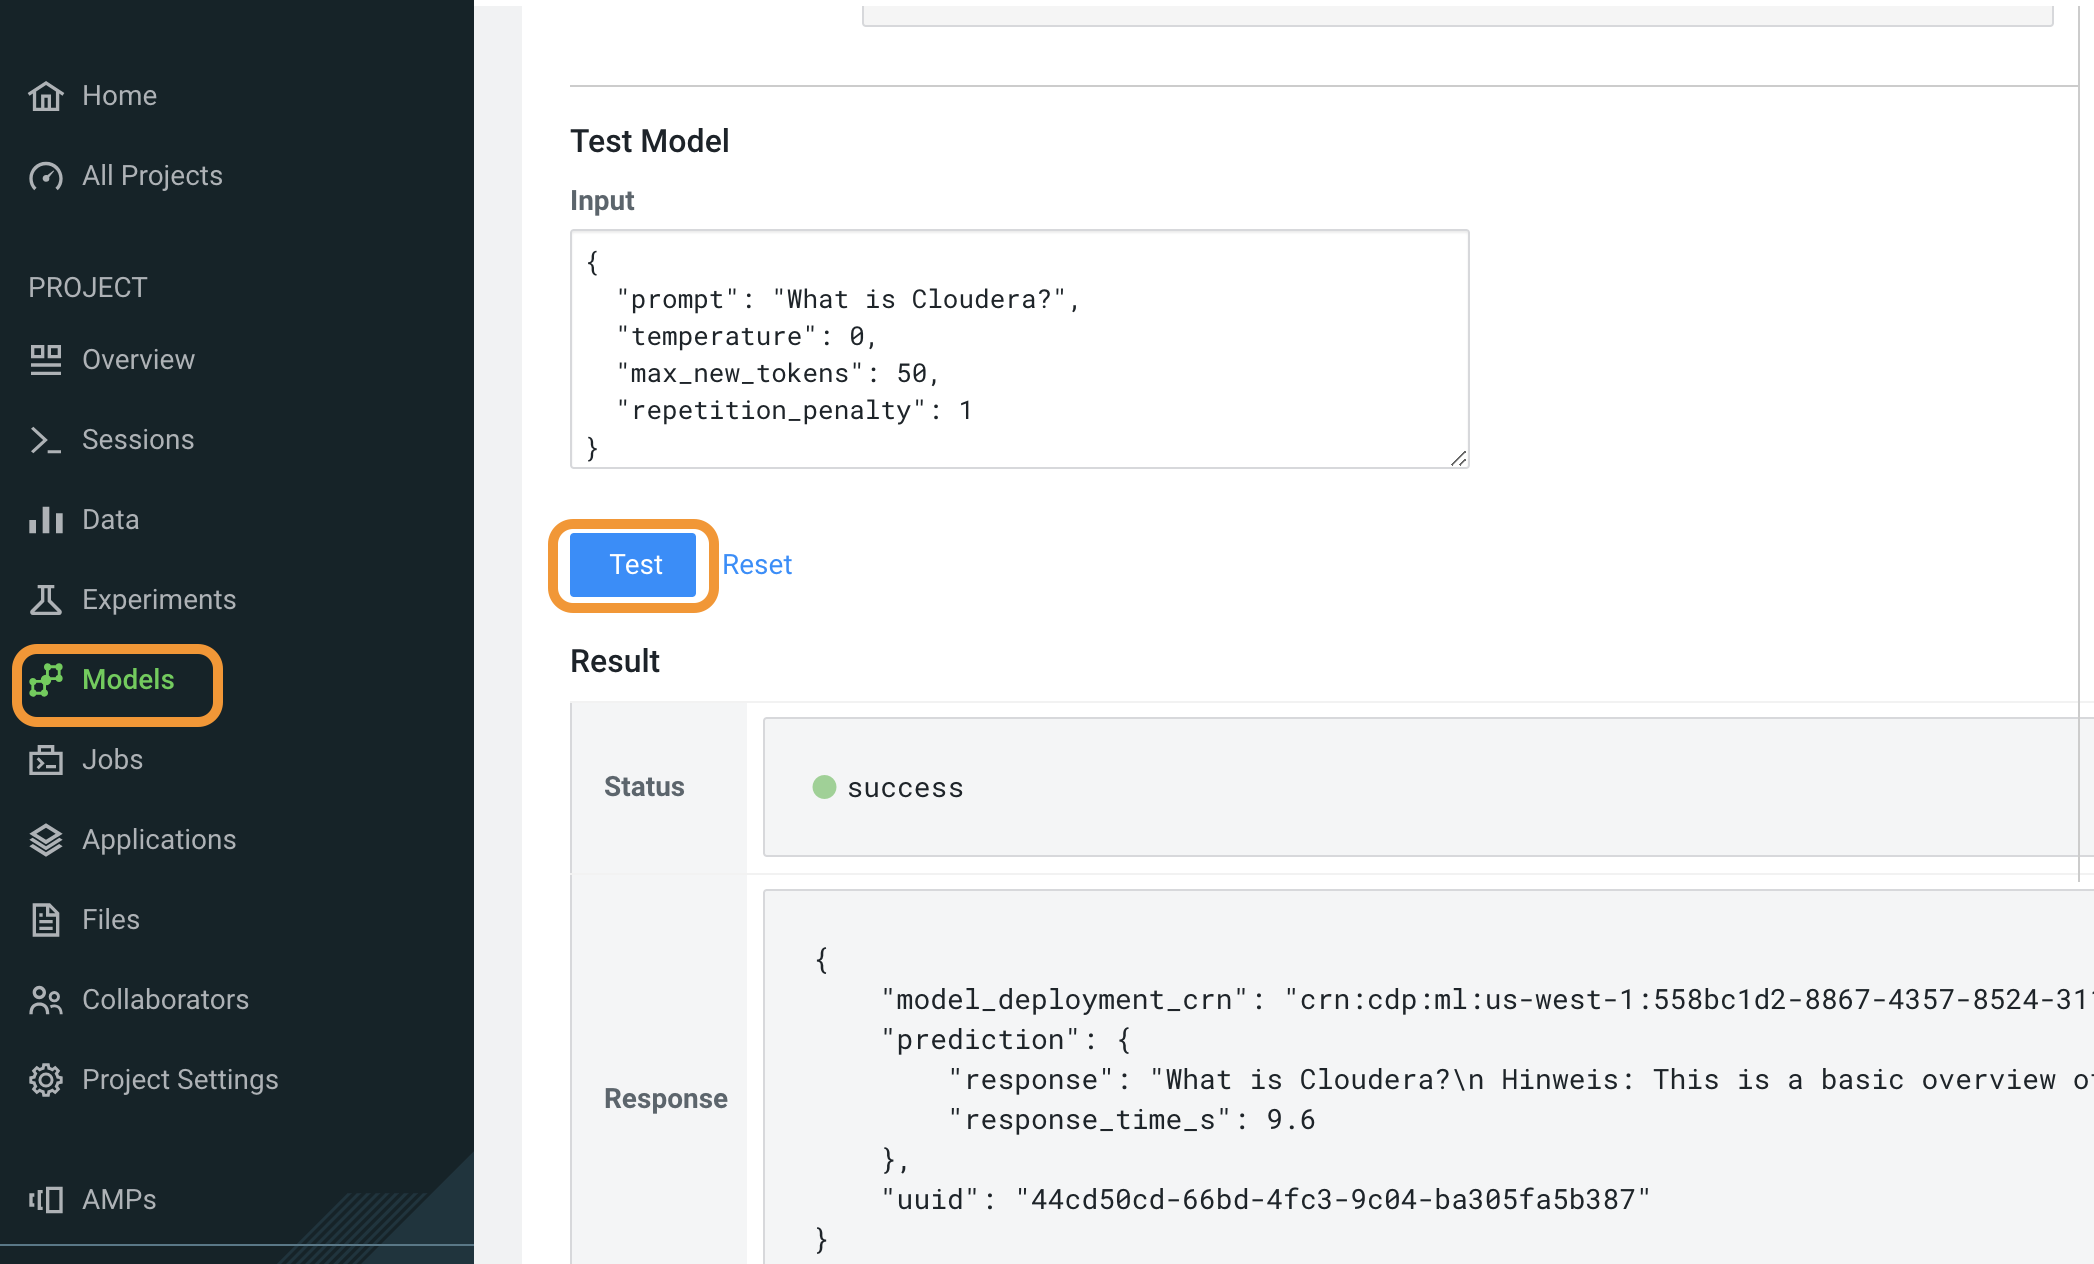 Home
All Projects
PROJECT
Overview
Sessions
Data
Experiments
Models
Jobs
Applications
Files
Collaborators
Project Settings
AMPs
Test Model
Input
{
"prompt": "What is Cloudera?",
"temperature": 0,
"max_new_tokens": 50,
"repetition_penalty": 1
}
Test Reset
Result
Status
success
Response
{
"model_deployment_crn": "crn:cdp:ml:us-west-1:558bc1d2-8867-4357-8524-311
"prediction": {
"response": "What is Cloudera?\n Hinweis: This is a basic overview of
"response_time_s": 9.6
},
"uuid": "44cd50cd-66bd-4fc3-9c04-ba305fa5b387"
}